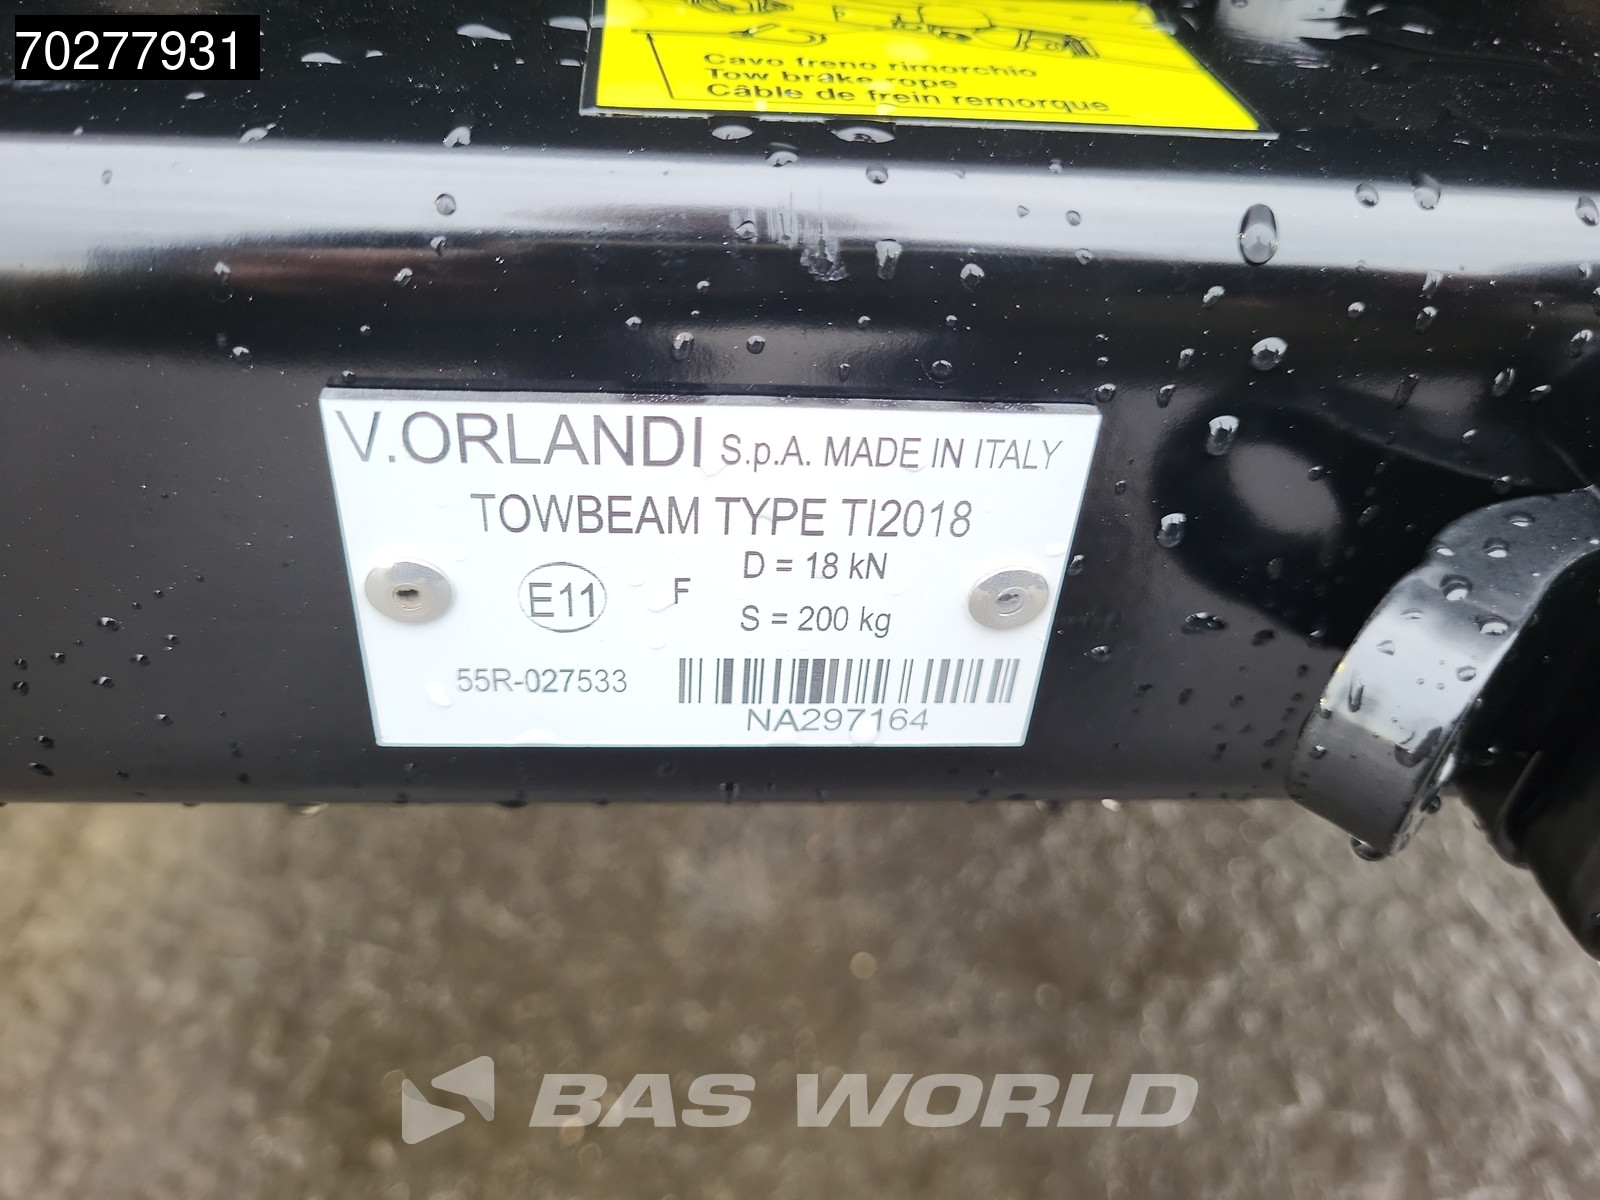 70277931
Cavo freno rimorchio
Tow brake rope
Câble de frein remorque
V.ORLANDI S.p.A. MADE IN ITALY
TOWBEAM TYPE TI2018
E11 F D = 18 kN
S = 200 kg
55R-027533
NA297164
BAS WORLD